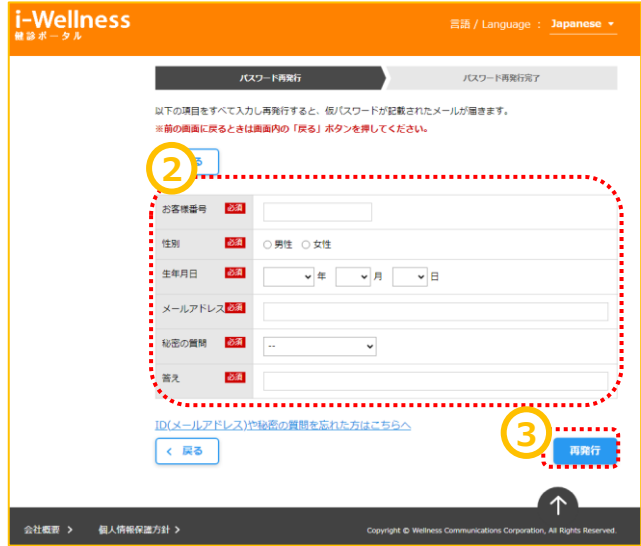 i-Wellness
健診ポータル
言語 / Language : Japanese
パスワード再発行
パスワード再発行完了
以下の項目をすべて入力し再発行すると、仮パスワードが記載されたメールが届きます。
※前の画面に戻るときは画面内の「戻る」ボタンを押してください。
②
る
お客様番号 必須
性別 必須 男性 女性
生年月日 必須 年 月 日
メールアドレス 必須
秘密の質問 必須 --
答え 必須
ID(メールアドレス)や秘密の質問を忘れた方はこちらへ
③
< 戻る
再発行
会社概要 >
個人情報保護方針 >
Copyright © Wellness Communications Corporation, All Rights Reserved.